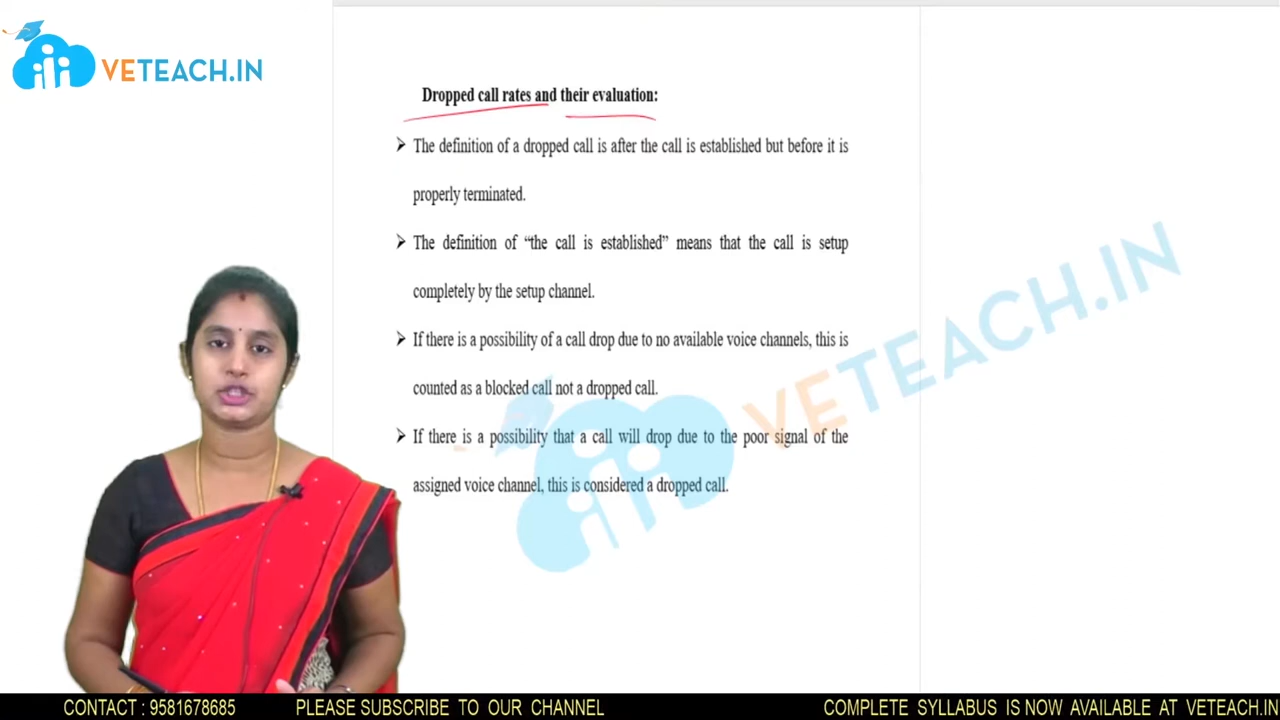 VETEACH.IN
Dropped call rates and their evaluation:
➢ The definition of a dropped call is after the call is established but before it is
properly terminated.
➢ The definition of “the call is established” means that the call is setup
completely by the setup channel.
➢ If there is a possibility of a call drop due to no available voice channels, this is
counted as a blocked call not a dropped call.
➢ If there is a possibility that a call will drop due to the poor signal of the
assigned voice channel, this is considered a dropped call.
VETEACH.IN
CONTACT : 9581678685 PLEASE SUBSCRIBE TO OUR CHANNEL COMPLETE SYLLABUS IS NOW AVAILABLE AT VETEACH.IN